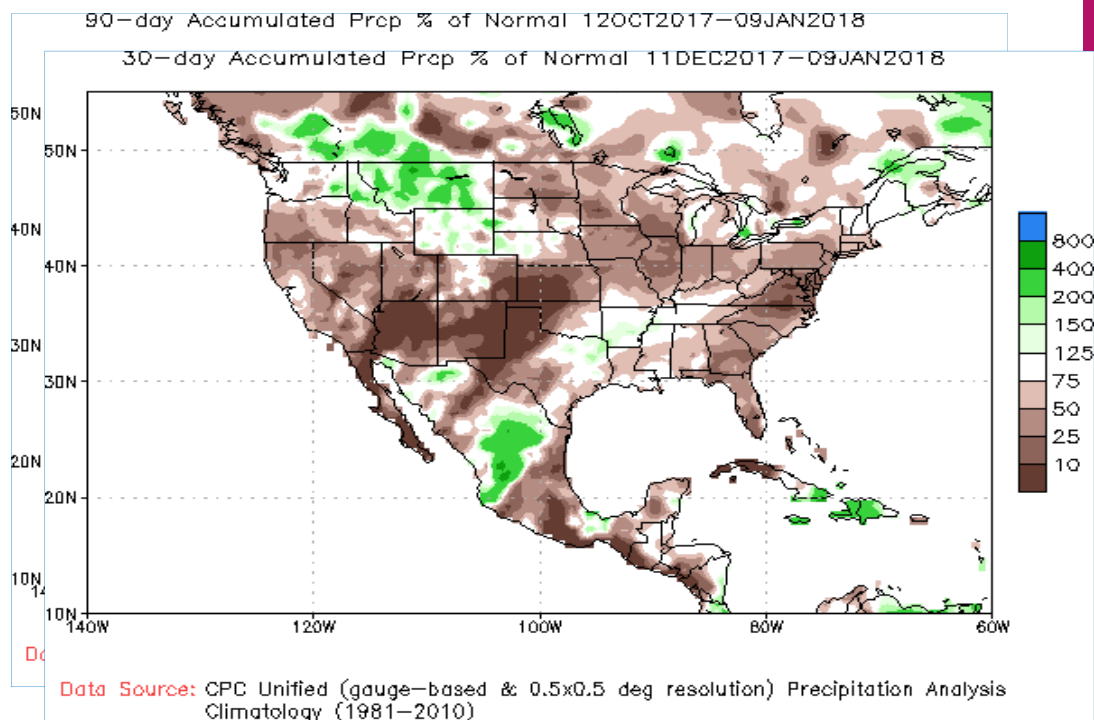 90-day Accumulated Prcp % of Normal 12OCT2017-09JAN2018
30-day Accumulated Prcp % of Normal 11DEC2017-09JAN2018
50N
50N
40N
40N
30N
30N
20N
20N
10N
10N
140W 120W 100W 80W 60W
800
400
200
150
125
75
50
25
10
Data Source: CPC Unified (gauge-based & 0.5x0.5 deg resolution) Precipitation Analysis
Climatology (1981-2010)